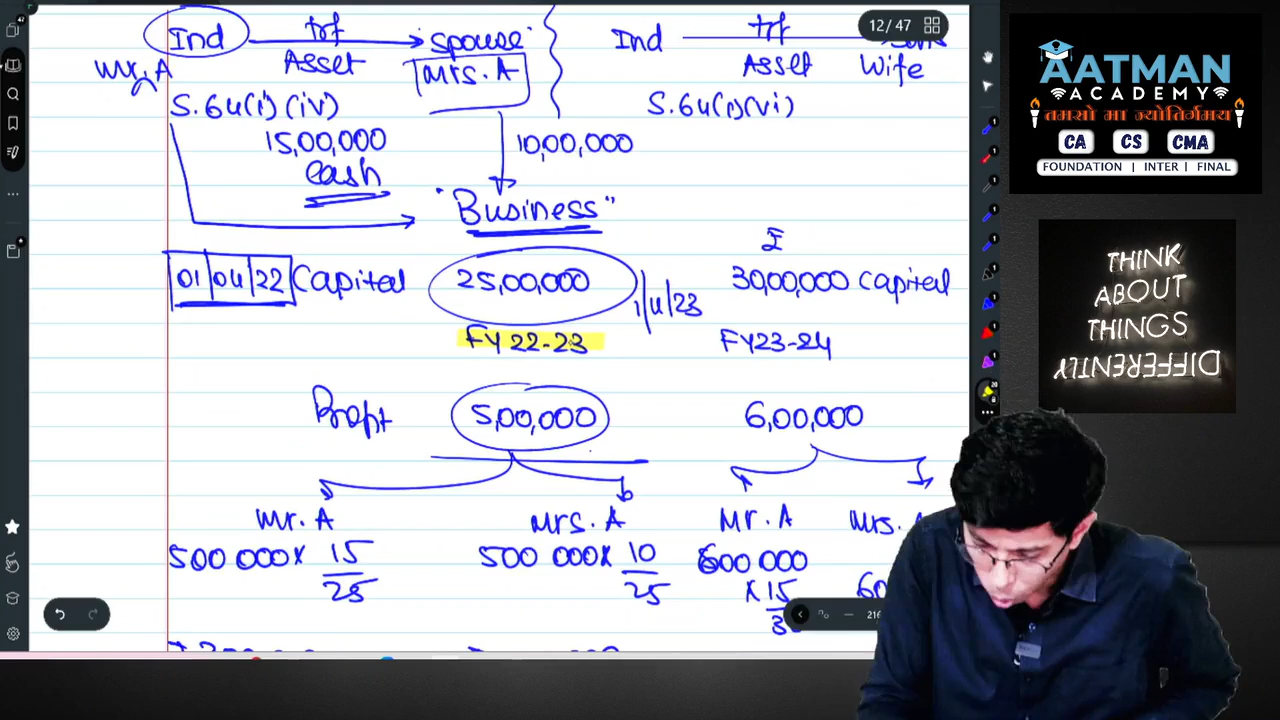 12/47
Ind trf spouse
Mr. A Asset Mrs. A
S.64(i)(iv)
15,00,000
Cash
10,00,000
"Business"
Ind trf
Asset Wife
S.64(1)(vi)
01/04/22 Capital 25,00,000 1/4/23 30,00,000 Capital
FY 22-23 FY23-24
Profit 5,00,000 6,00,000
Mr. A Mrs. A Mr. A Mrs.
500 000 x 15/25 500 000 x 10/25 600 000
x 15
216
AATMAN
ACADEMY
तमसो मा ज्योतिर्गमय
CA CS CMA
FOUNDATION | INTER | FINAL
THINK
ABOUT
THINGS
DIFFERENTLY